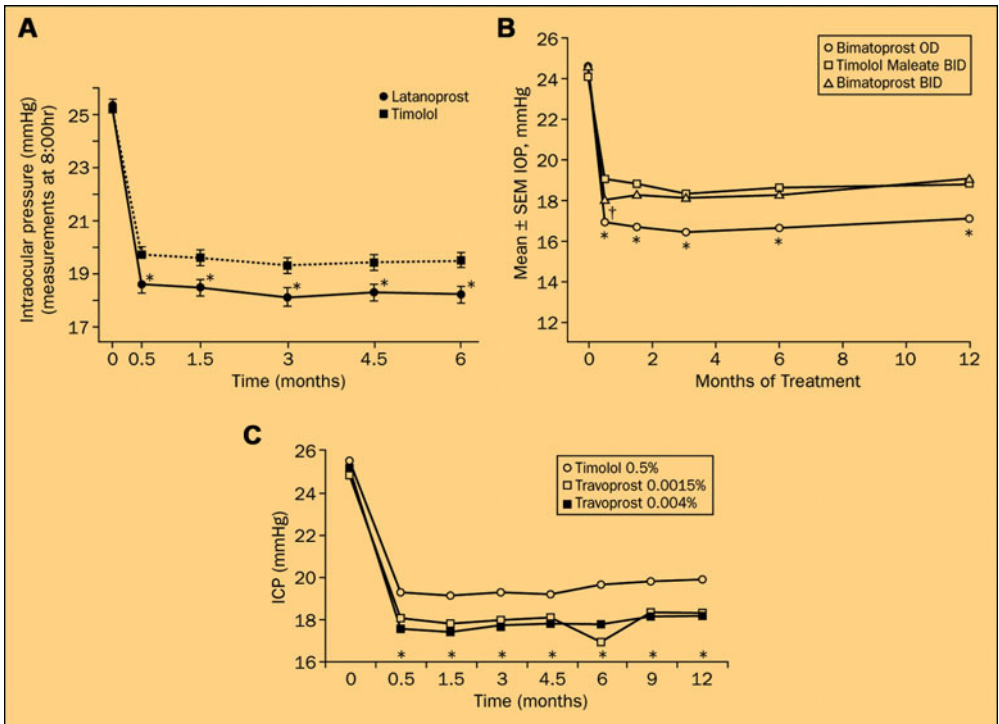 A
Intraocular pressure (mmHg)
(measurements at 8:00hr)
25
23
21
19
17
Latanoprost
Timolol
*
*
*
*
*
0 0.5 1.5 3 4.5 6
Time (months)
B
Mean ± SEM IOP, mmHg
26
24
22
20
18
16
14
12
Bimatoprost OD
Timolol Maleate BID
Bimatoprost BID
†
* * * * *
0 2 4 6 8 10 12
Months of Treatment
C
ICP (mmHg)
26
24
22
20
18
16
Timolol 0.5%
Travoprost 0.0015%
Travoprost 0.004%
* * * * * * *
0 0.5 1.5 3 4.5 6 9 12
Time (months)